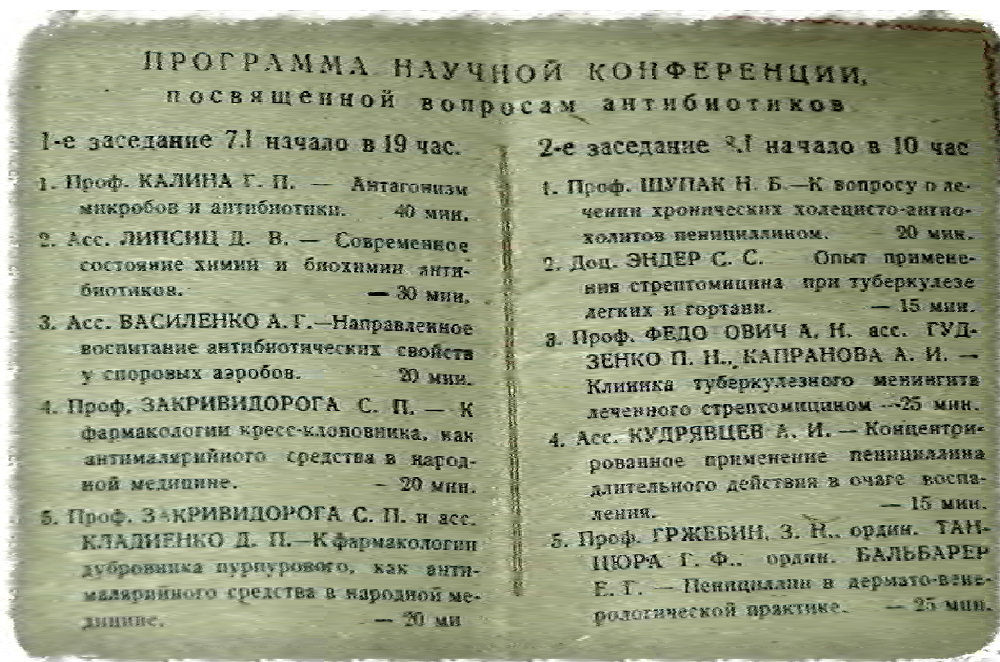 ПРОГРАММА НАУЧНОЙ КОНФЕРЕНЦИИ,
посвященной вопросам антибиотиков
1-е заседание 7.I начало в 19 час.
1. Проф. КАЛИНА Г. П. — Антагонизм
микробов и антибиотики. 40 мин.
2. Асс. ЛИПСИЦ Д. В. — Современное
состояние химии и биохимии анти-
биотиков. — 30 мин.
3. Асс. ВАСИЛЕНКО А. Г.—Направленное
воспитание антибиотических свойств
у споровых аэробов. 20 мин.
4. Проф. ЗАКРИВИДОРОГА С. П. — К
фармакологии кресс-клоповника, как
антималярийного средства в народ-
ной медицине. — 20 мин.
5. Проф. ЗАКРИВИДОРОГА С. П. и асс.
КЛАДИЕНКО Д. П.—К фармакологии
дубровника пурпурового, как анти-
малярийного средства в народной ме-
дицине. — 20 ми
2-е заседание 8.I начало в 10 час
1. Проф. ШУПАК Н. Б.—К вопросу о ле-
чении хронических холецисто-ангио-
холитов пенициллином. 20 мин.
2. Доц. ЭНДЕР С. С. Опыт примене-
ния стрептомицина при туберкулезе
легких и гортани. — 15 мин.
3. Проф. ФЕДО ОВИЧ А. И. асс. ГУД-
ЗЕНКО П. Н., КАПРАНОВА А. И. —
Клиника туберкулезного менингита
леченного стрептомицином —25 мин.
4. Асс. КУДРЯВЦЕВ А. И. — Концентри-
рованное применение пенициллина
длительного действия в очаге воспа-
ления. — 15 мин.
5. Проф. ГРЖЕБИН, З. Н., ордин. ТАН-
ЦЮРА Г. Ф., ордин. БАЛЬБАРЕР
Е. Г. — Пенициллин в дермато-вене-
рологической практике. — 25 мин.